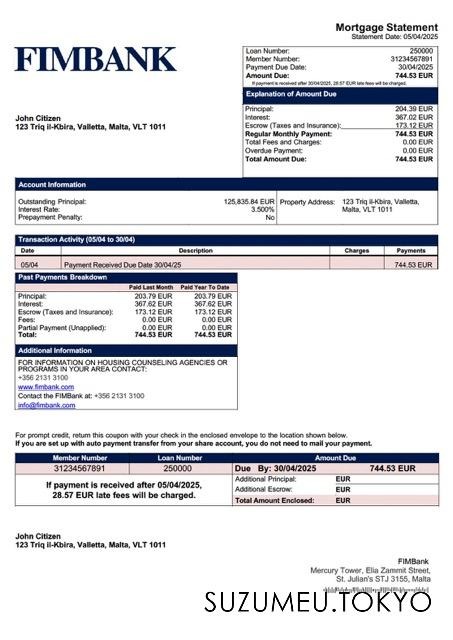 Mortgage Statement
Statement Date: 05/04/2025
FIMBANK
Loan Number: 250000
Member Number: 31234567891
Payment Due Date: 30/04/2025
Amount Due: 744.53 EUR
If payment is received after 30/04/2025, 28.57 EUR late fees will be charged.
Explanation of Amount Due
Principal: 204.39 EUR
Interest: 367.02 EUR
Escrow (Taxes and Insurance): 173.12 EUR
Regular Monthly Payment: 744.53 EUR
Total Fees and Charges: 0.00 EUR
Overdue Payment: 0.00 EUR
Total Amount Due: 744.53 EUR
John Citizen
123 Triq il-Kbira, Valletta, Malta, VLT 1011
Account Information
Outstanding Principal: 125,835.84 EUR
Interest Rate: 3.500%
Prepayment Penalty: No
Property Address: 123 Triq il-Kbira, Valletta,
Malta, VLT 1011
Transaction Activity (05/04 to 30/04)
Date Description Charges Payments
05/04 Payment Received Due Date 30/04/25 744.53 EUR
Past Payments Breakdown
Paid Last Month Paid Year To Date
Principal: 203.79 EUR 203.79 EUR
Interest: 367.62 EUR 367.62 EUR
Escrow (Taxes and Insurance): 173.12 EUR 173.12 EUR
Fees: 0.00 EUR 0.00 EUR
Partial Payment (Unapplied): 0.00 EUR 0.00 EUR
Total: 744.53 EUR 744.53 EUR
Additional Information
FOR INFORMATION ON HOUSING COUNSELING AGENCIES OR
PROGRAMS IN YOUR AREA CONTACT:
+356 2131 3100
www.fimbank.com
Contact the FIMBank at: +356 2131 3100
info@fimbank.com
For prompt credit, return this coupon with your check in the enclosed envelope to the location shown below.
If you are set up with auto payment transfer from your share account, you do not need to mail your payment.
Member Number Loan Number Amount Due
31234567891 250000 Due By: 30/04/2025 744.53 EUR
If payment is received after 05/04/2025,
28.57 EUR late fees will be charged.
Additional Principal: EUR
Additional Escrow: EUR
Total Amount Enclosed: EUR
John Citizen
123 Triq il-Kbira, Valletta, Malta, VLT 1011
FIMBank
Mercury Tower, Elia Zammit Street,
St. Julian's STJ 3155, Malta
SUZUMEU.TOKYO